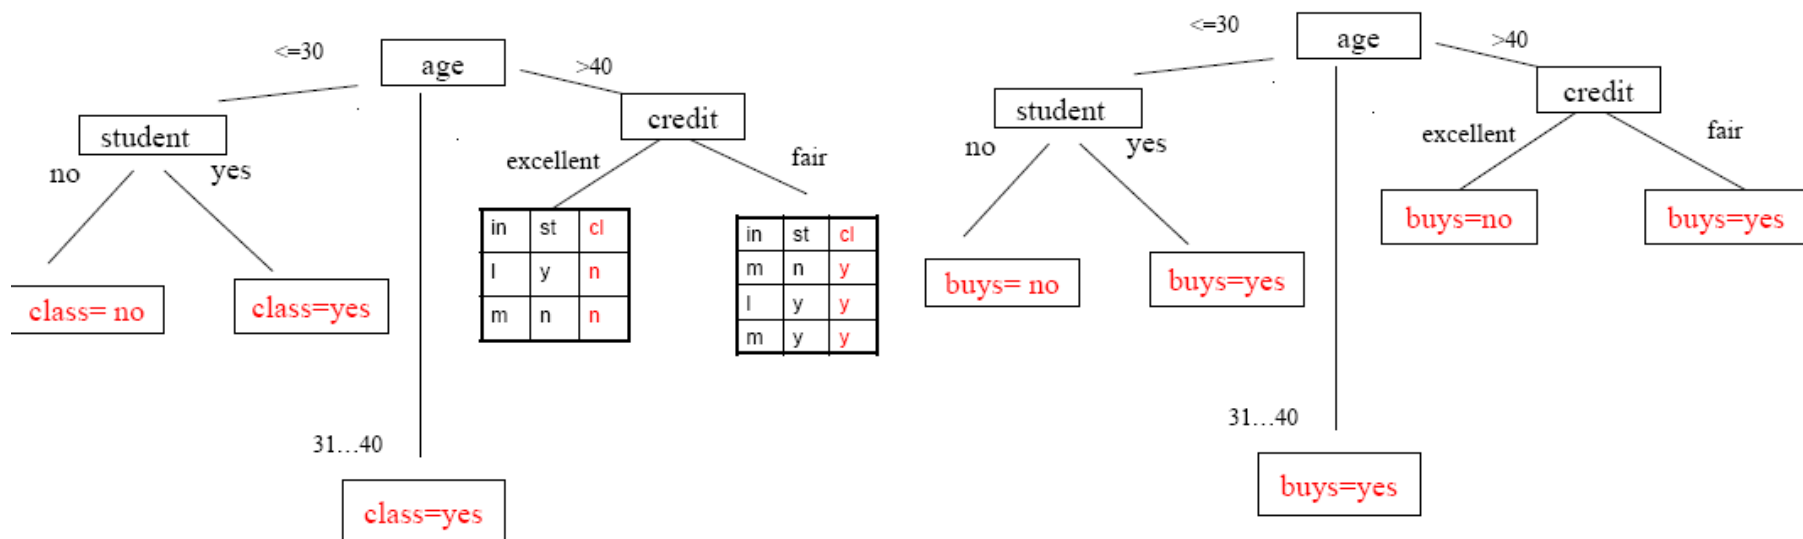 <=30
age
>40
student
credit
no
yes
excellent
fair
in st cl
l y n
m n n
in st cl
m n y
l y y
m y y
class= no
class=yes
31...40
class=yes
<=30
age
>40
student
credit
no
yes
excellent
fair
buys=no
buys=yes
buys= no
buys=yes
31...40
buys=yes